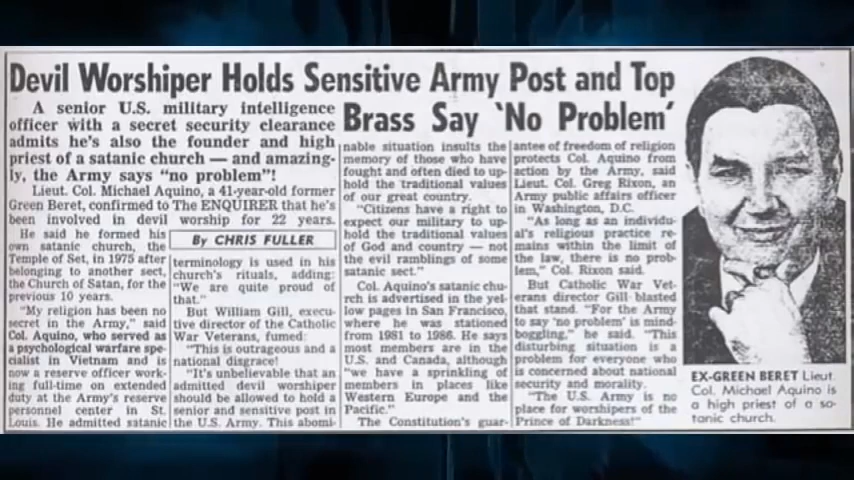 Devil Worshiper Holds Sensitive Army Post and Top
Brass Say 'No Problem'
A senior U.S. military intelligence
officer with a secret security clearance
admits he's also the founder and high
priest of a satanic church — and amazing-
ly, the Army says "no problem"!
Lieut. Col. Michael Aquino, a 41-year-old former
Green Beret, confirmed to The ENQUIRER that he's
been involved in devil worship for 22 years.
He said he formed his
own satanic church, the
Temple of Set, in 1975 after
belonging to another sect,
the Church of Satan, for the
previous 10 years.
"My religion has been no
secret in the Army," said
Col. Aquino, who served as
a psychological warfare spe-
cialist in Vietnam and is
now a reserve officer work-
ing full-time on extended
duty at the Army's reserve
personnel center in St.
Louis. He admitted satanic
By CHRIS FULLER
terminology is used in his
church's rituals, adding:
"We are quite proud of
that."
But William Gill, execu-
tive director of the Catholic
War Veterans, fumed:
"This is outrageous and a
national disgrace!
"It's unbelievable that an
admitted devil worshiper
should be allowed to hold a
senior and sensitive post in
the U.S. Army. This abomi-
nable situation insults the
memory of those who have
fought and often died to up-
hold the traditional values
of our great country.
"Citizens have a right to
expect our military to up-
hold the traditional values
of God and country — not
the evil ramblings of some
satanic sect."
Col. Aquino's satanic chu-
rch is advertised in the yel-
low pages in San Francisco,
where he was stationed
from 1981 to 1986. He says
most members are in the
U.S. and Canada, although
"we have a sprinkling of
members in places like
Western Europe and the
Pacific."
The Constitution's guar-
antee of freedom of religion
protects Col. Aquino from
action by the Army, said
Lieut. Col. Greg Rixon, an
Army public affairs officer
in Washington, D.C.
"As long as an individu-
al's religious practice re-
mains within the limit of
the law, there is no prob-
lem," Col. Rixon said.
But Catholic War Vet-
erans director Gill blasted
that stand. "For the Army
to say 'no problem' is mind-
boggling," he said. "This
disturbing situation is a
problem for everyone who
is concerned about national
security and morality.
"The U.S. Army is no
place for worshipers of the
Prince of Darkness!"
EX-GREEN BERET Lieut.
Col. Michael Aquino is
a high priest of a sa-
tanic church.